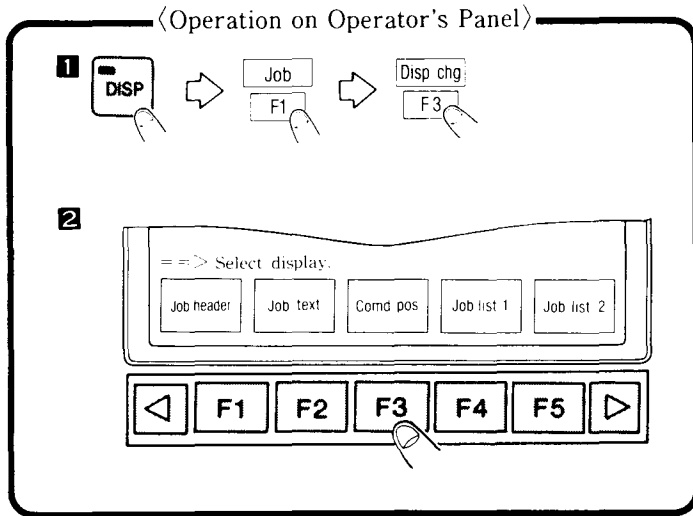 〈Operation on Operator's Panel〉
1
DISP
Job
F1
Disp chg
F3
2
==> Select display.
Job header Job text Comd pos Job list 1 Job list 2
F1 F2 F3 F4 F5